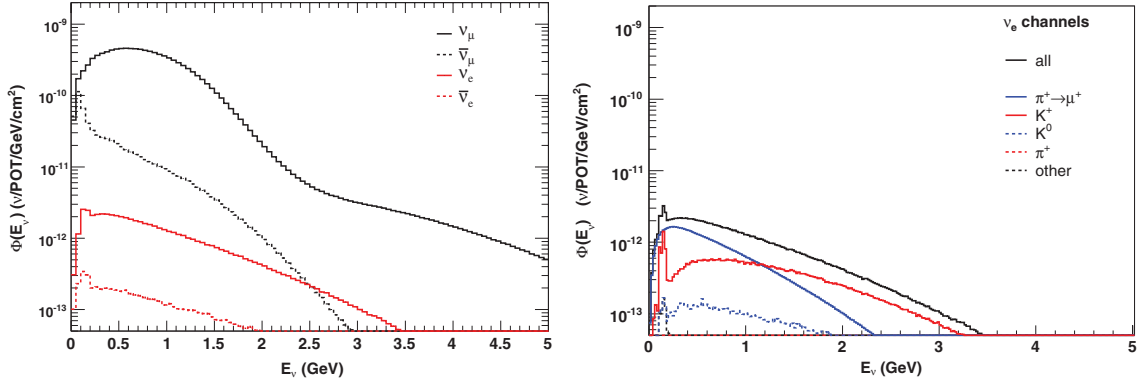 Φ(E_ν) (ν/POT/GeV/cm²)
10⁻⁹
10⁻¹⁰
10⁻¹¹
10⁻¹²
10⁻¹³
0 0.5 1 1.5 2 2.5 3 3.5 4 4.5 5
E_ν (GeV)
ν_μ
ν̅_μ
ν_e
ν̅_e
Φ(E_ν) (ν/POT/GeV/cm²)
10⁻⁹
10⁻¹⁰
10⁻¹¹
10⁻¹²
10⁻¹³
0 1 2 3 4 5
E_ν (GeV)
ν_e channels
all
π⁺→μ⁺
K⁺
K⁰
π⁺
other